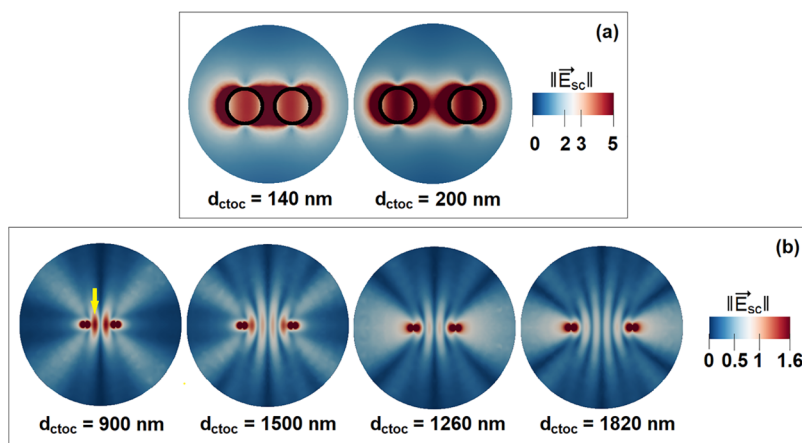 (a)
‖E⃗sc‖
0 2 3 5
dctoc = 140 nm dctoc = 200 nm
(b)
‖E⃗sc‖
0 0.5 1 1.6
dctoc = 900 nm dctoc = 1500 nm dctoc = 1260 nm dctoc = 1820 nm